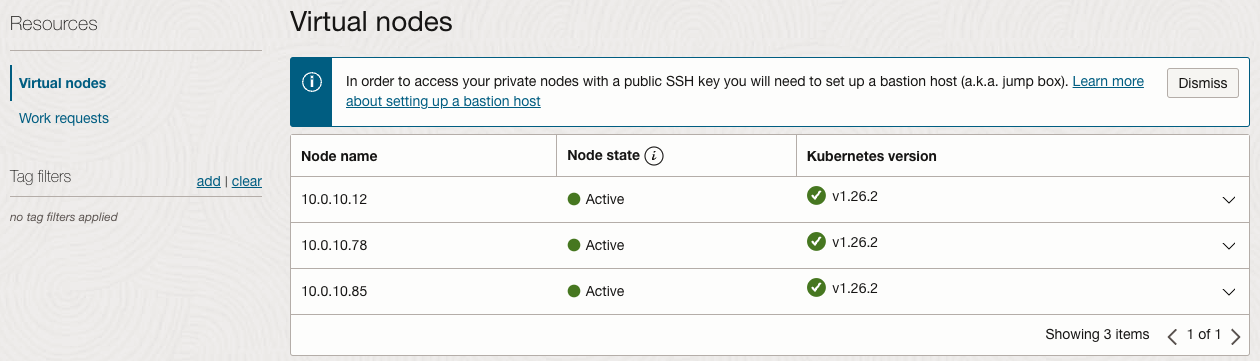 Resources
Virtual nodes
Work requests
Tag filters
add | clear
no tag filters applied
Virtual nodes
In order to access your private nodes with a public SSH key you will need to set up a bastion host (a.k.a. jump box). Learn more
about setting up a bastion host
Dismiss
Node name Node state Kubernetes version
10.0.10.12 Active v1.26.2
10.0.10.78 Active v1.26.2
10.0.10.85 Active v1.26.2
Showing 3 items 1 of 1